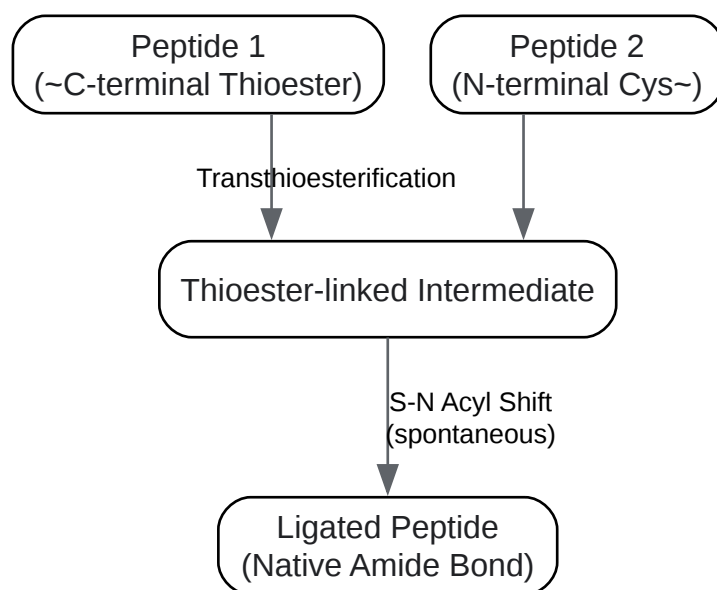 Peptide 1
(~C-terminal Thioester)
Peptide 2
(N-terminal Cys~)
Transthioesterification
Thioester-linked Intermediate
S-N Acyl Shift
(spontaneous)
Ligated Peptide
(Native Amide Bond)